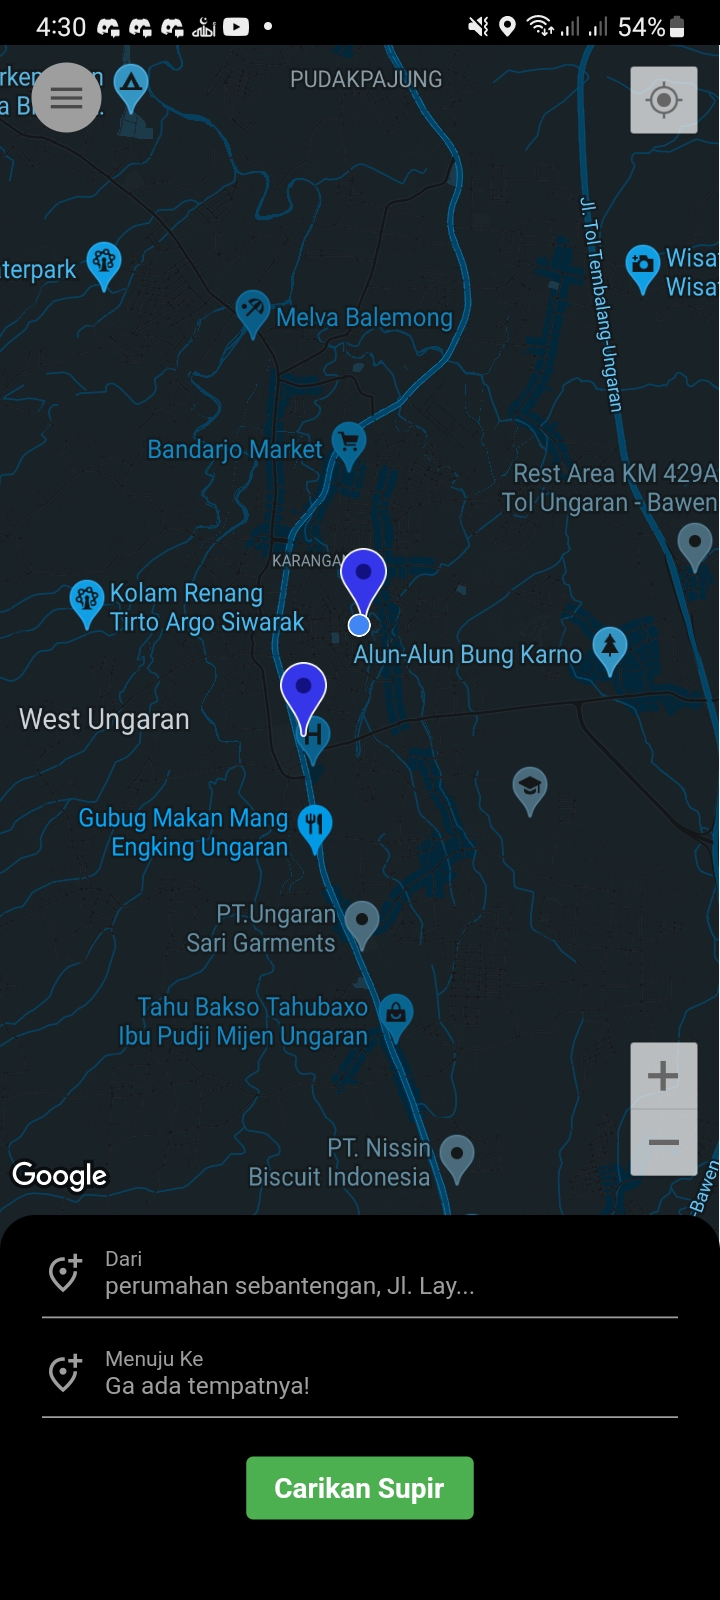 4:30
54%
PUDAKPAJUNG
terpark
Melva Balemong
Jl. Tol Tembalang-Ungaran
Bandarjo Market
Rest Area KM 429A
Tol Ungaran - Bawen
KARANGA
Kolam Renang
Tirto Argo Siwarak
Alun-Alun Bung Karno
West Ungaran
H
Gubug Makan Mang
Engking Ungaran
PT.Ungaran
Sari Garments
Tahu Bakso Tahubaxo
Ibu Pudji Mijen Ungaran
PT. Nissin
Biscuit Indonesia
-Bawen
Google
Dari
perumahan sebantengan, Jl. Lay...
Menuju Ke
Ga ada tempatnya!
Carikan Supir